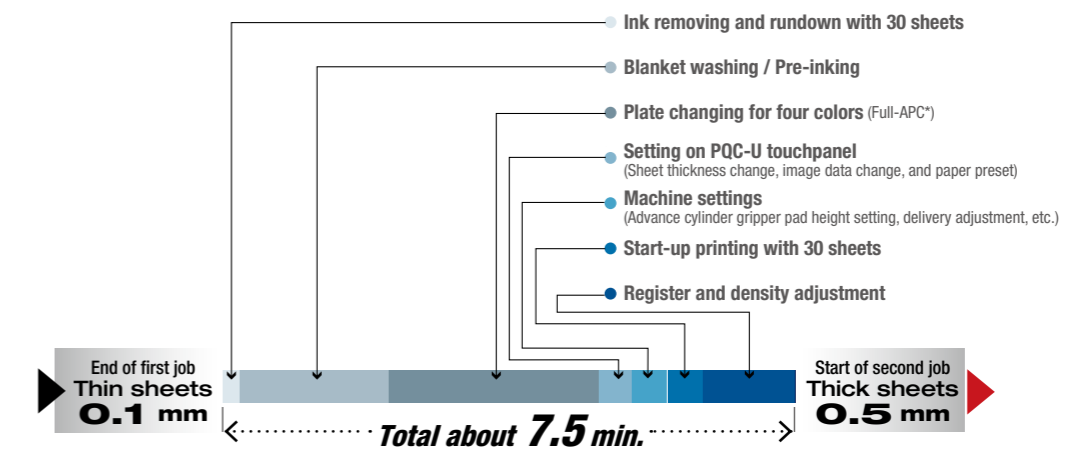 Ink removing and rundown with 30 sheets
Blanket washing / Pre-inking
Plate changing for four colors (Full-APC*)
Setting on PQC-U touchpanel
(Sheet thickness change, image data change, and paper preset)
Machine settings
(Advance cylinder gripper pad height setting, delivery adjustment, etc.)
Start-up printing with 30 sheets
Register and density adjustment
End of first job
Thin sheets
0.1 mm
Start of second job
Thick sheets
0.5 mm
Total about 7.5 min.